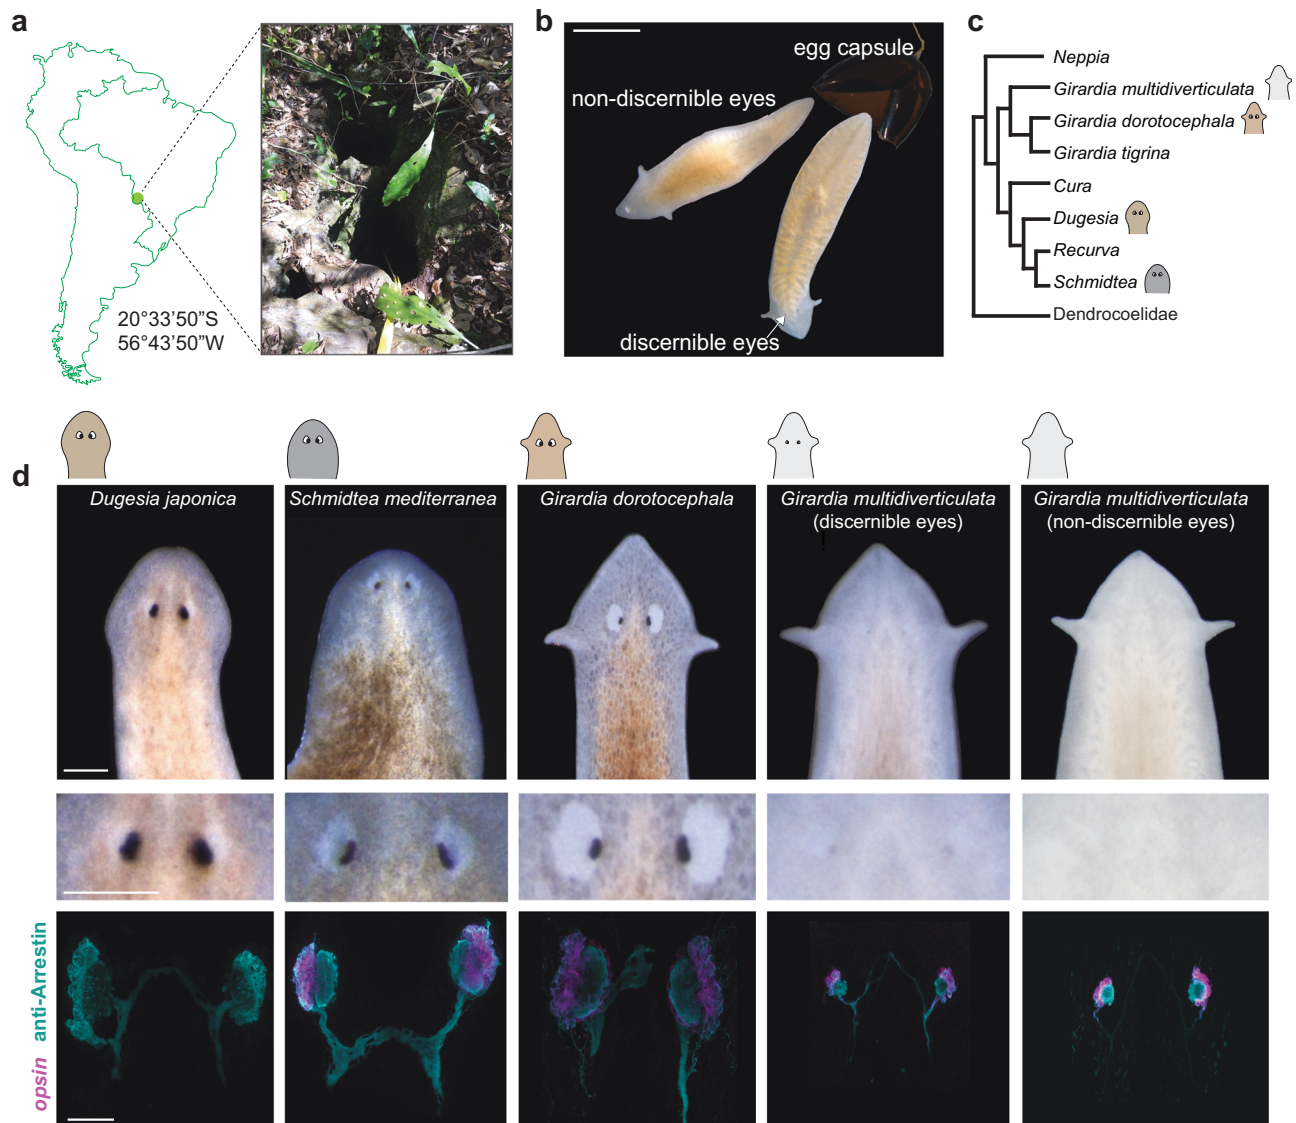 a
20°33’50”S
56°43’50”W
b
egg capsule
non-discernible eyes
discernible eyes
c
Neppia
Girardia multidiverticulata
Girardia dorotocephala
Girardia tigrina
Cura
Dugesia
Recurva
Schmidtea
Dendrocoelidae
d
Dugesia japonica
Schmidtea mediterranea
Girardia dorotocephala
Girardia multidiverticulata
(discernible eyes)
Girardia multidiverticulata
(non-discernible eyes)
opsin anti-Arrestin